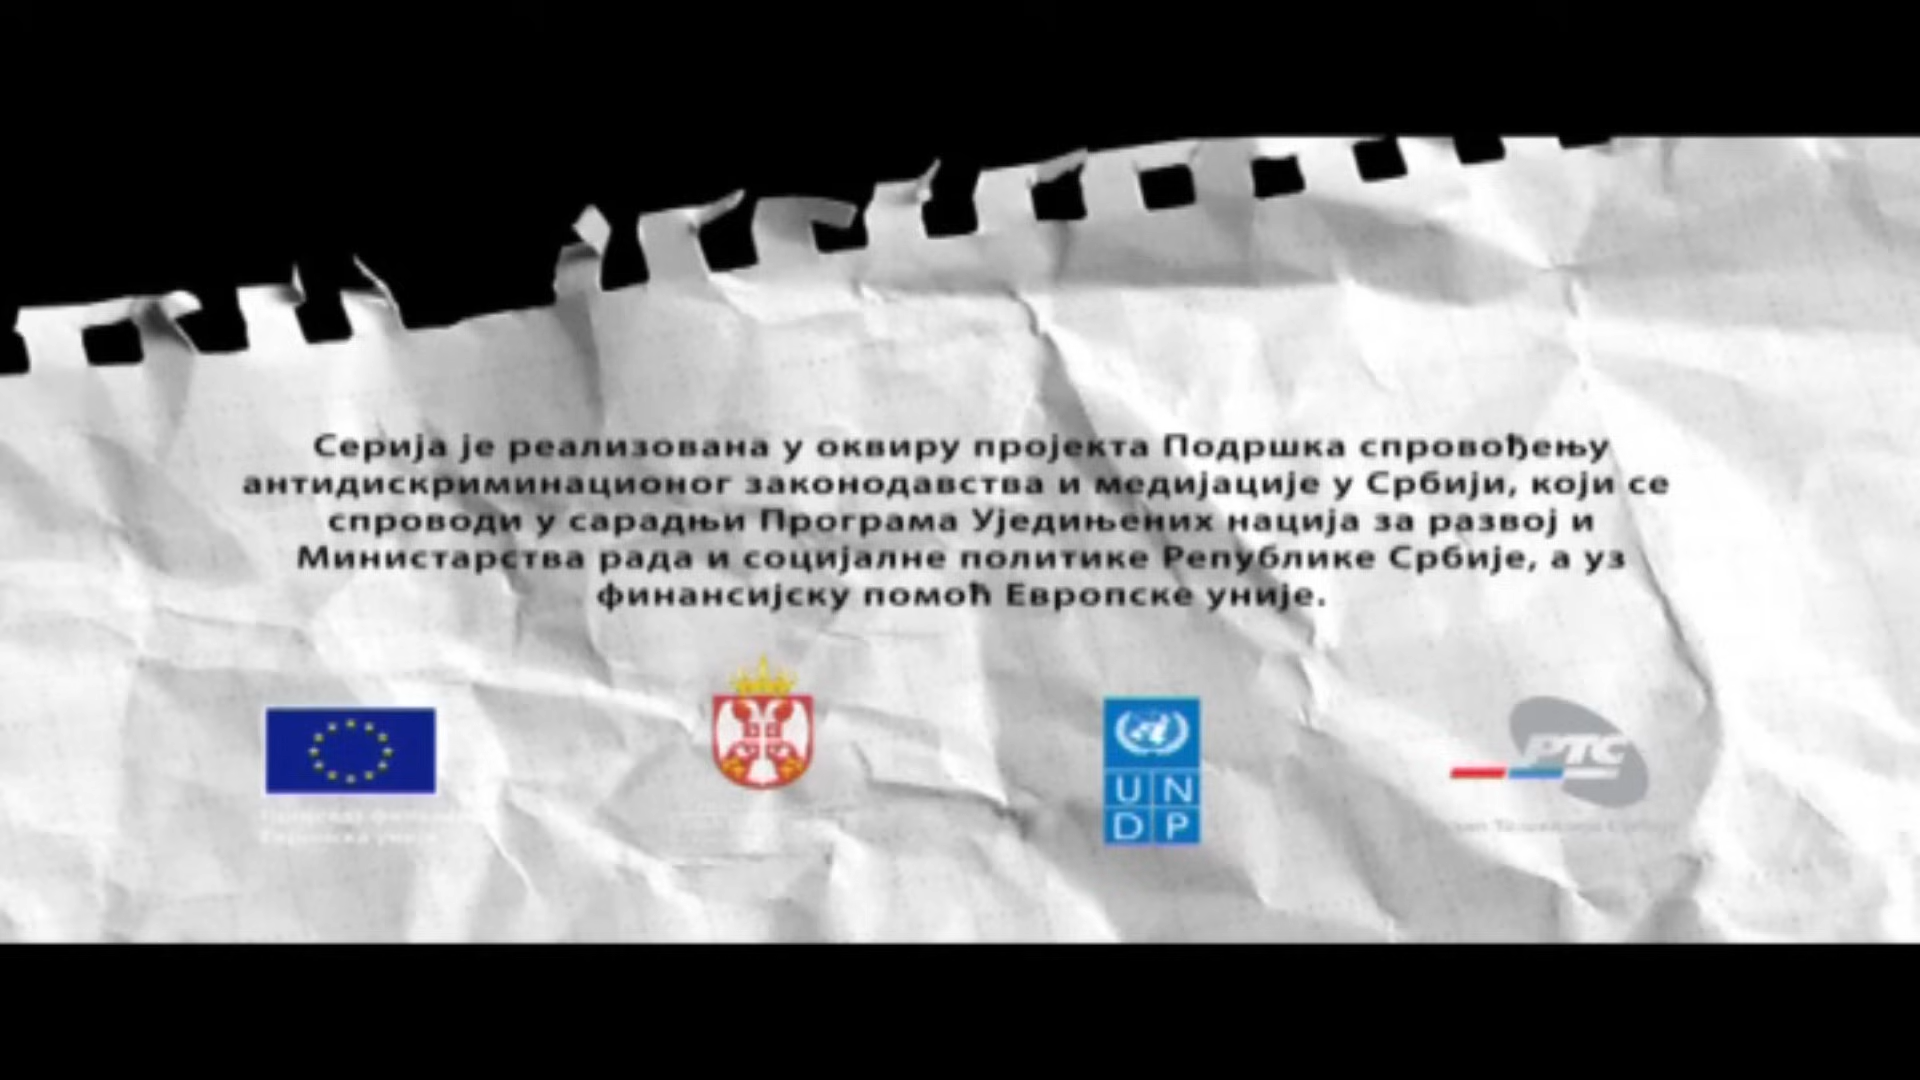 Серија је реализована у оквиру пројекта Подршка спровођењу
антидискриминационог законодавства и медијације у Србији, који се
спроводи у сарадњи Програма Уједињених нација за развој и
Министарства рада и социјалне политике Републике Србије, а уз
финансијску помоћ Европске уније.
РТС
U N
D P